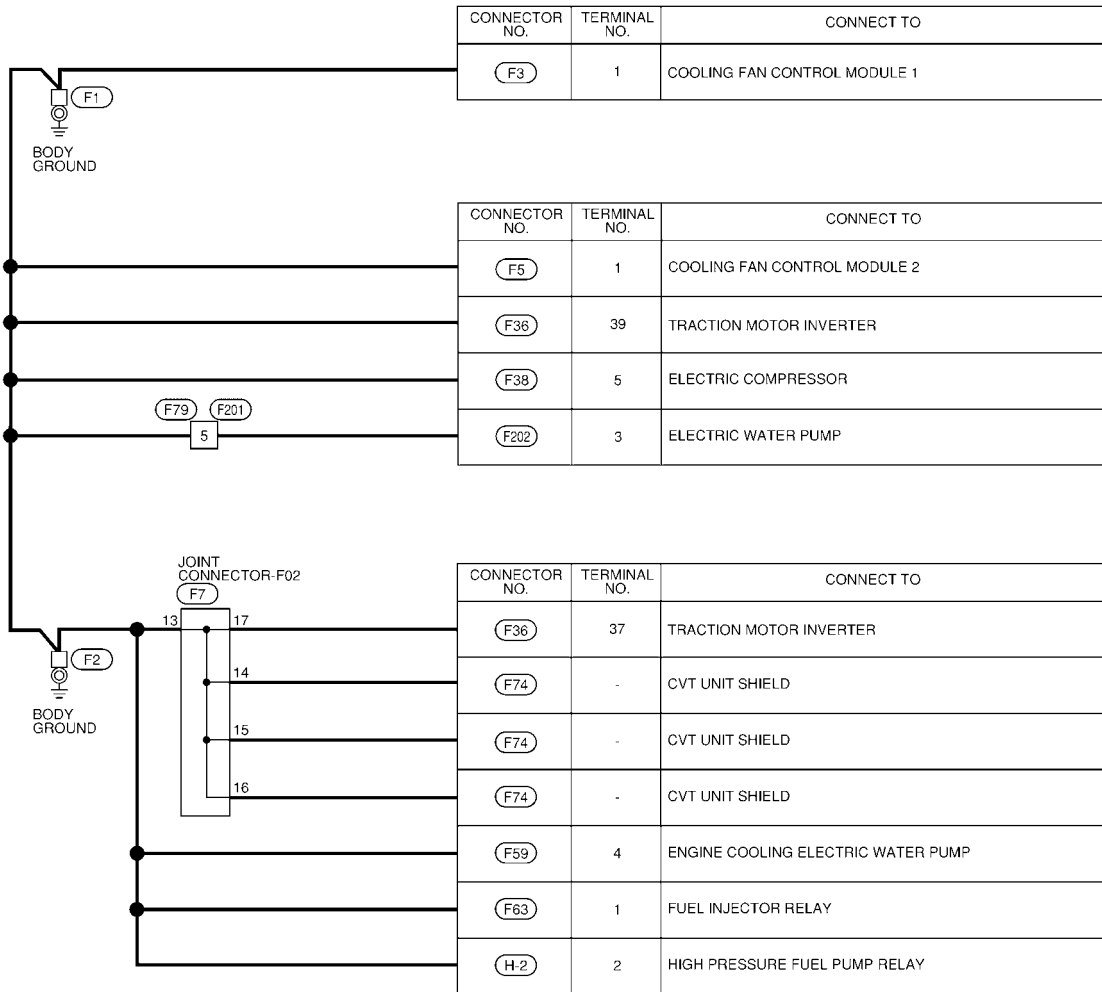 CONNECTOR NO. TERMINAL NO. CONNECT TO
F3 1 COOLING FAN CONTROL MODULE 1
F1
BODY
GROUND
CONNECTOR NO. TERMINAL NO. CONNECT TO
F5 1 COOLING FAN CONTROL MODULE 2
F36 39 TRACTION MOTOR INVERTER
F38 5 ELECTRIC COMPRESSOR
F79 F201
5 F202 3 ELECTRIC WATER PUMP
JOINT
CONNECTOR-F02
F7
CONNECTOR NO. TERMINAL NO. CONNECT TO
13 17 F36 37 TRACTION MOTOR INVERTER
F2
BODY
GROUND
14 F74 - CVT UNIT SHIELD
15 F74 - CVT UNIT SHIELD
16 F74 - CVT UNIT SHIELD
F59 4 ENGINE COOLING ELECTRIC WATER PUMP
F63 1 FUEL INJECTOR RELAY
H-2 2 HIGH PRESSURE FUEL PUMP RELAY